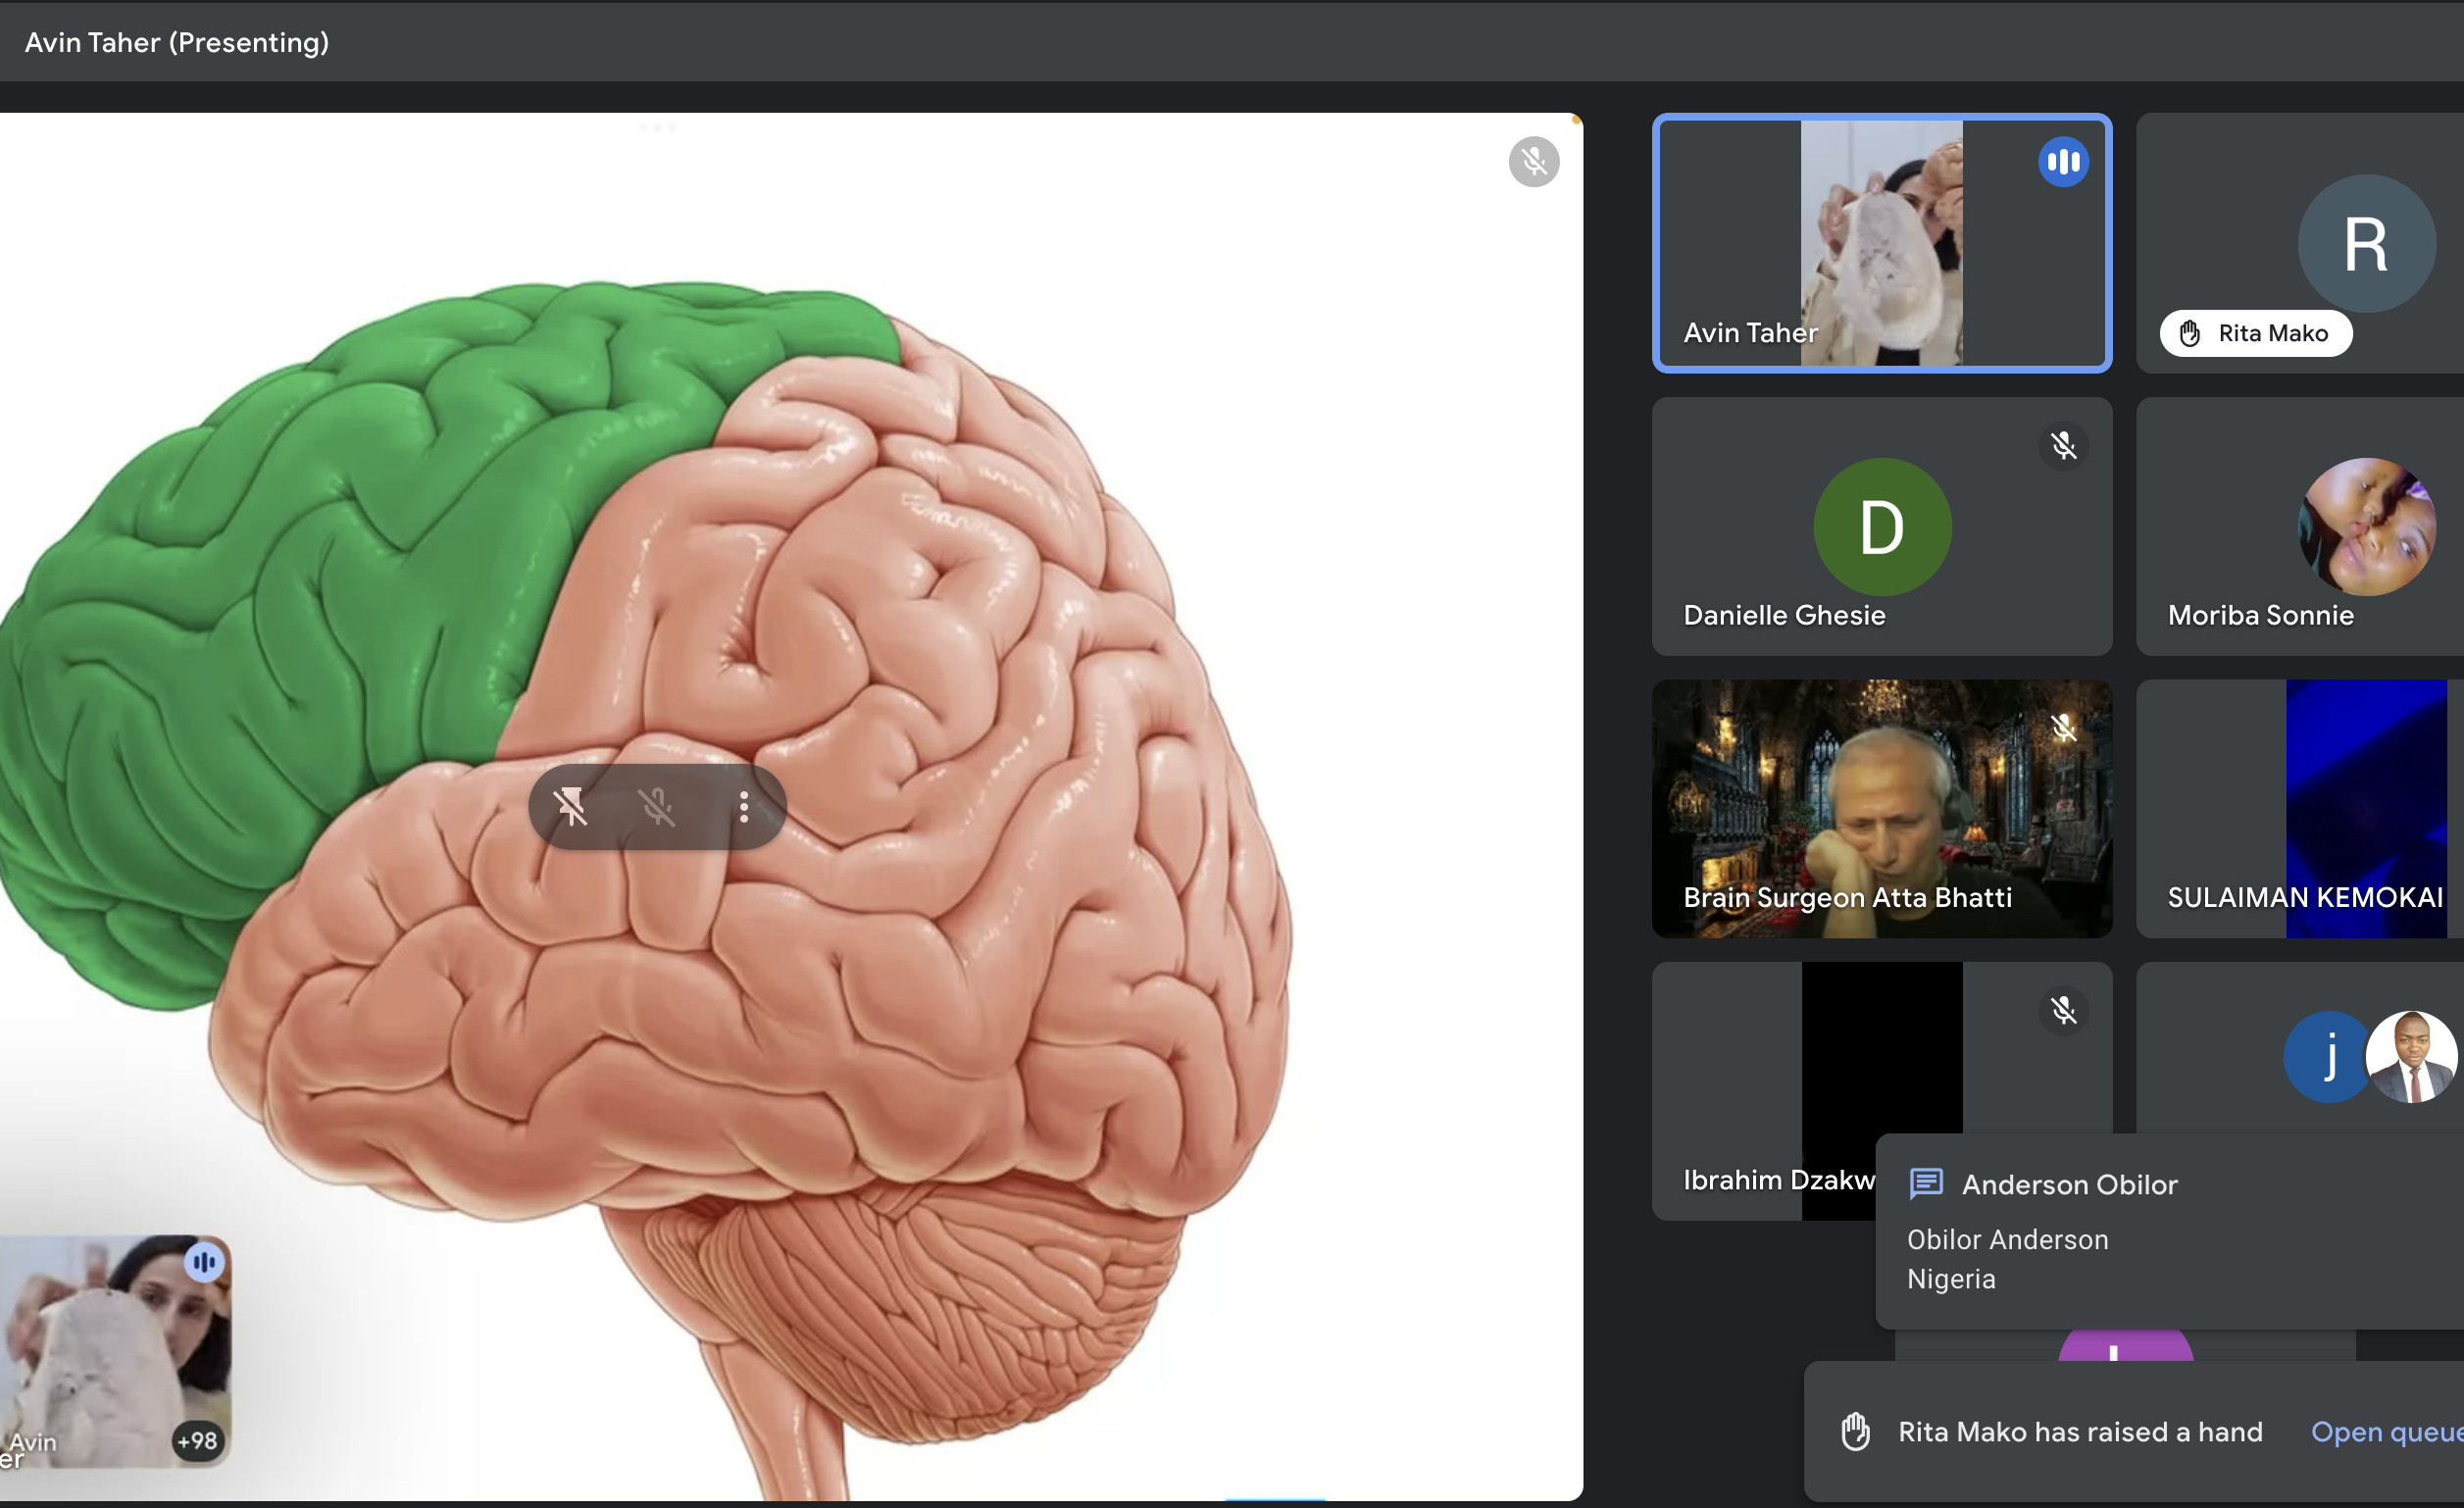 Avin Taher (Presenting)
Avin Taher
R
Rita Mako
D
Danielle Ghesie
Moriba Sonnie
Brain Surgeon Atta Bhatti
SULAIMAN KEMOKAI
Ibrahim Dzakw
j
Anderson Obilor
Obilor Anderson
Nigeria
Rita Mako has raised a hand
Open queue
Avin
er
+98